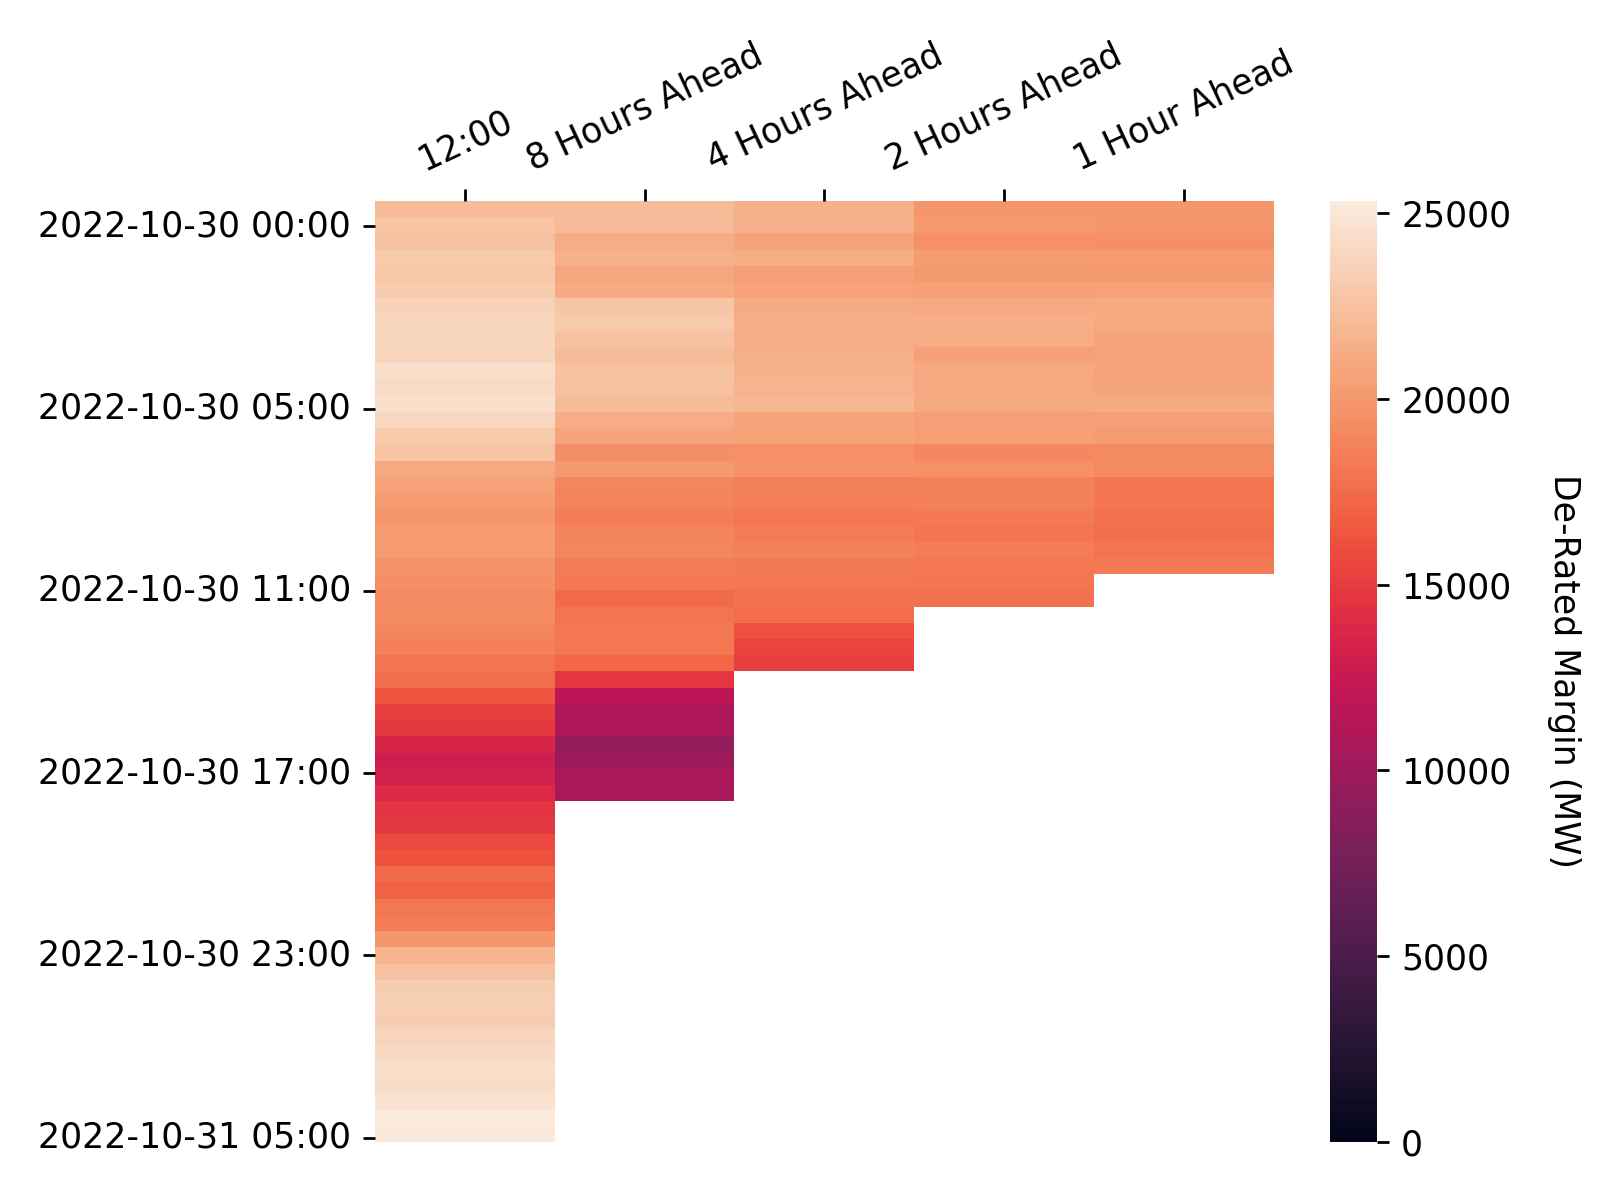 12:00
8 Hours Ahead
4 Hours Ahead
2 Hours Ahead
1 Hour Ahead
2022-10-30 00:00
2022-10-30 05:00
2022-10-30 11:00
2022-10-30 17:00
2022-10-30 23:00
2022-10-31 05:00
25000
20000
15000
10000
5000
0
De-Rated Margin (MW)